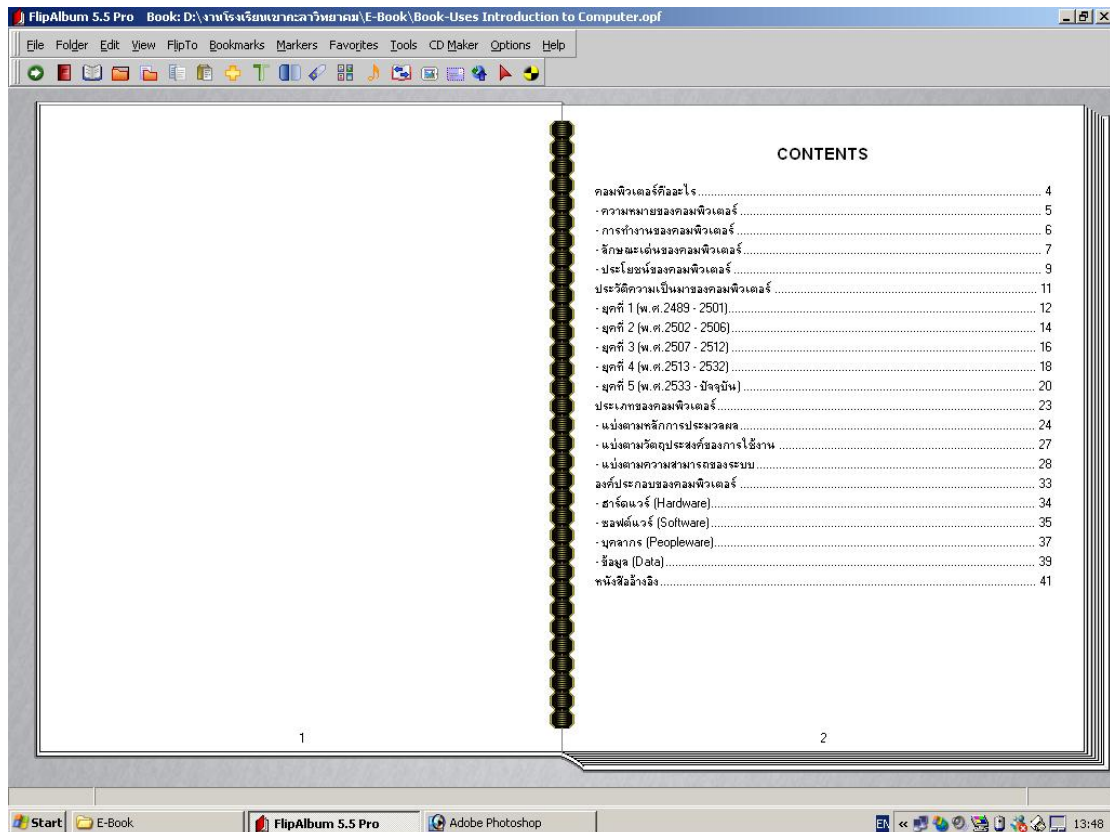 FlipAlbum 5.5 Pro Book: D:\งานโรงเรียนเขากะลาวิทยาคม\E-Book\Book-Uses Introduction to Computer.opf
File Folder Edit View FlipTo Bookmarks Markers Favorites Tools CD Maker Options Help
CONTENTS
คอมพิวเตอร์คืออะไร 4
- ความหมายของคอมพิวเตอร์ 5
- การทำงานของคอมพิวเตอร์ 6
- ลักษณะเด่นของคอมพิวเตอร์ 7
- ประโยชน์ของคอมพิวเตอร์ 9
ประวัติความเป็นมาของคอมพิวเตอร์ 11
- ยุคที่ 1 (พ.ศ.2489 - 2501) 12
- ยุคที่ 2 (พ.ศ.2502 - 2506) 14
- ยุคที่ 3 (พ.ศ.2507 - 2512) 16
- ยุคที่ 4 (พ.ศ.2513 - 2532) 18
- ยุคที่ 5 (พ.ศ.2533 - ปัจจุบัน) 20
ประเภทของคอมพิวเตอร์ 23
- แบ่งตามหลักการประมวลผล 24
- แบ่งตามวัตถุประสงค์ของการใช้งาน 27
- แบ่งตามความสามารถของระบบ 28
องค์ประกอบของคอมพิวเตอร์ 33
- ฮาร์ดแวร์ (Hardware) 34
- ซอฟต์แวร์ (Software) 35
- บุคลากร (Peopleware) 37
- ข้อมูล (Data) 39
หนังสืออ้างอิง 41
1
2
Start E-Book FlipAlbum 5.5 Pro Adobe Photoshop EN « 13:48